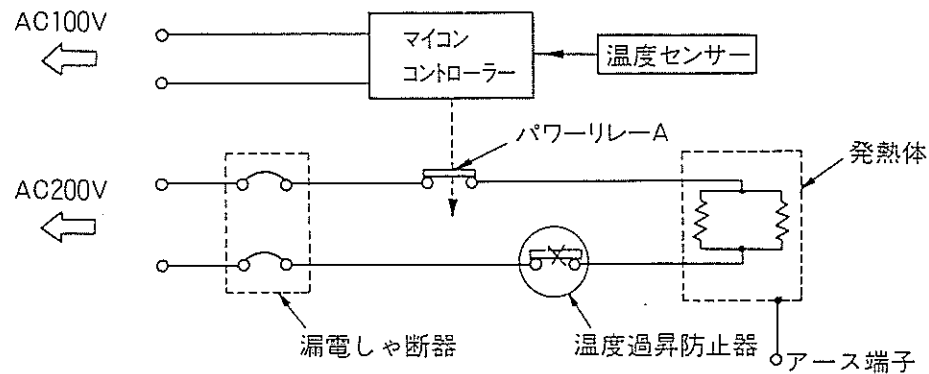 AC100V
マイコン
コントローラー
温度センサー
パワーリレーA
発熱体
AC200V
漏電しゃ断器
温度過昇防止器
アース端子